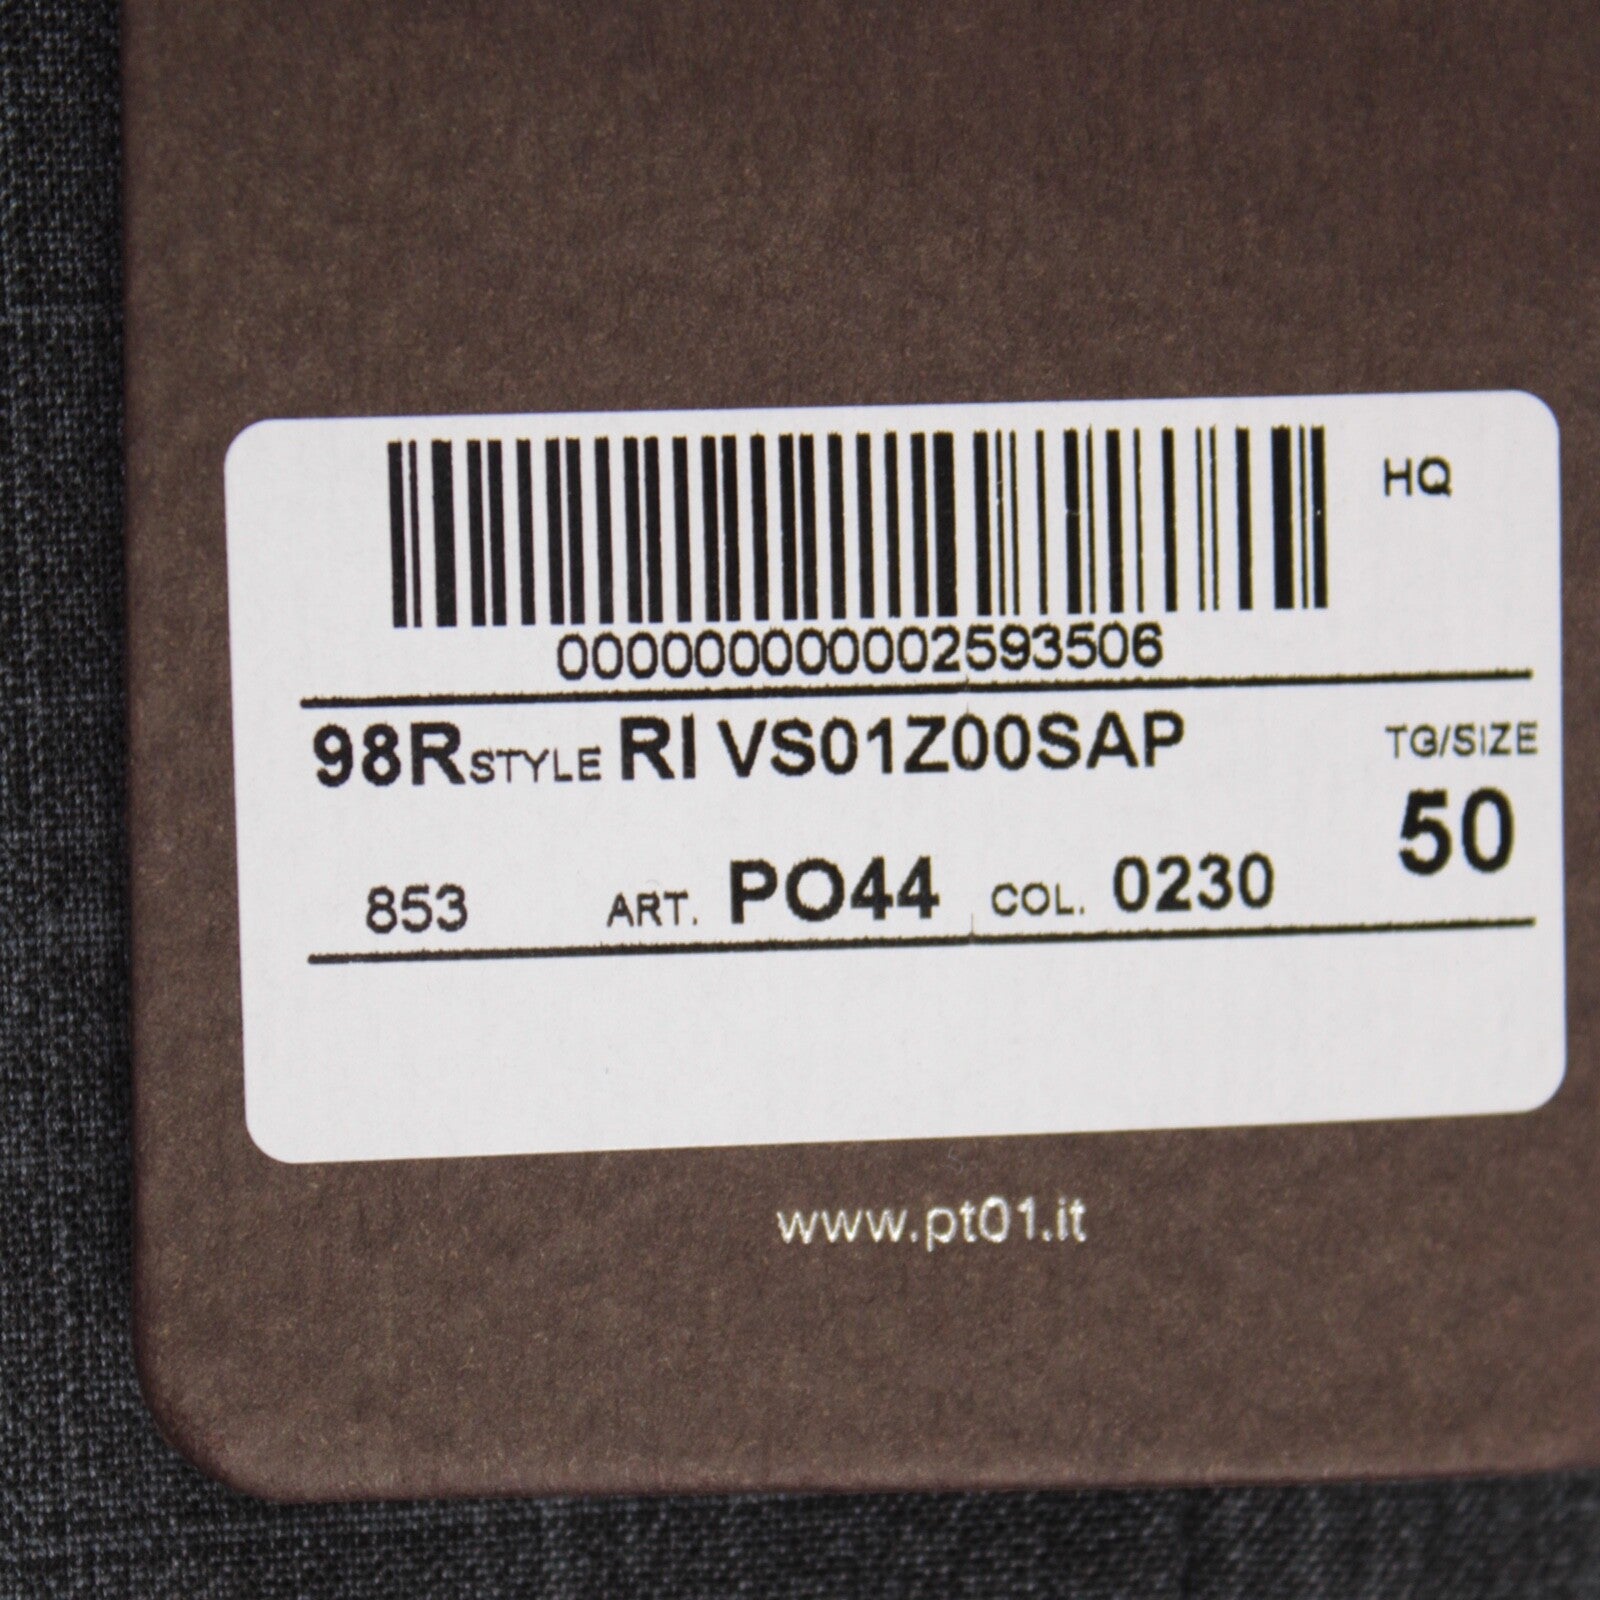 HQ
0000000000002593506
98R STYLE RI VS01Z00SAP TG/SIZE
50
853 ART. PO44 COL. 0230
www.pt01.it